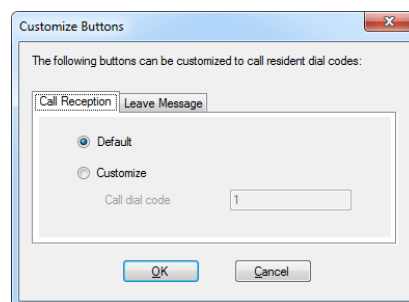 Customize Buttons
The following buttons can be customized to call resident dial codes:
Call Reception Leave Message
Default
Customize
Call dial code 1
OK Cancel